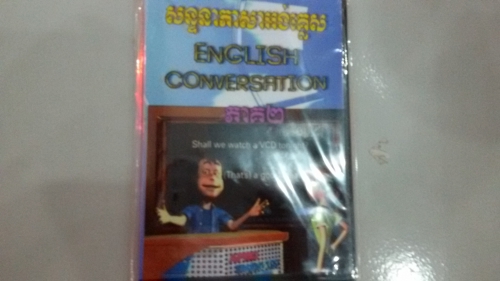 សន្ទនាភាសាអង់គ្លេស
ENGLISH
CONVERSATION
ភាគ២
Shall we watch a VCD
That's a